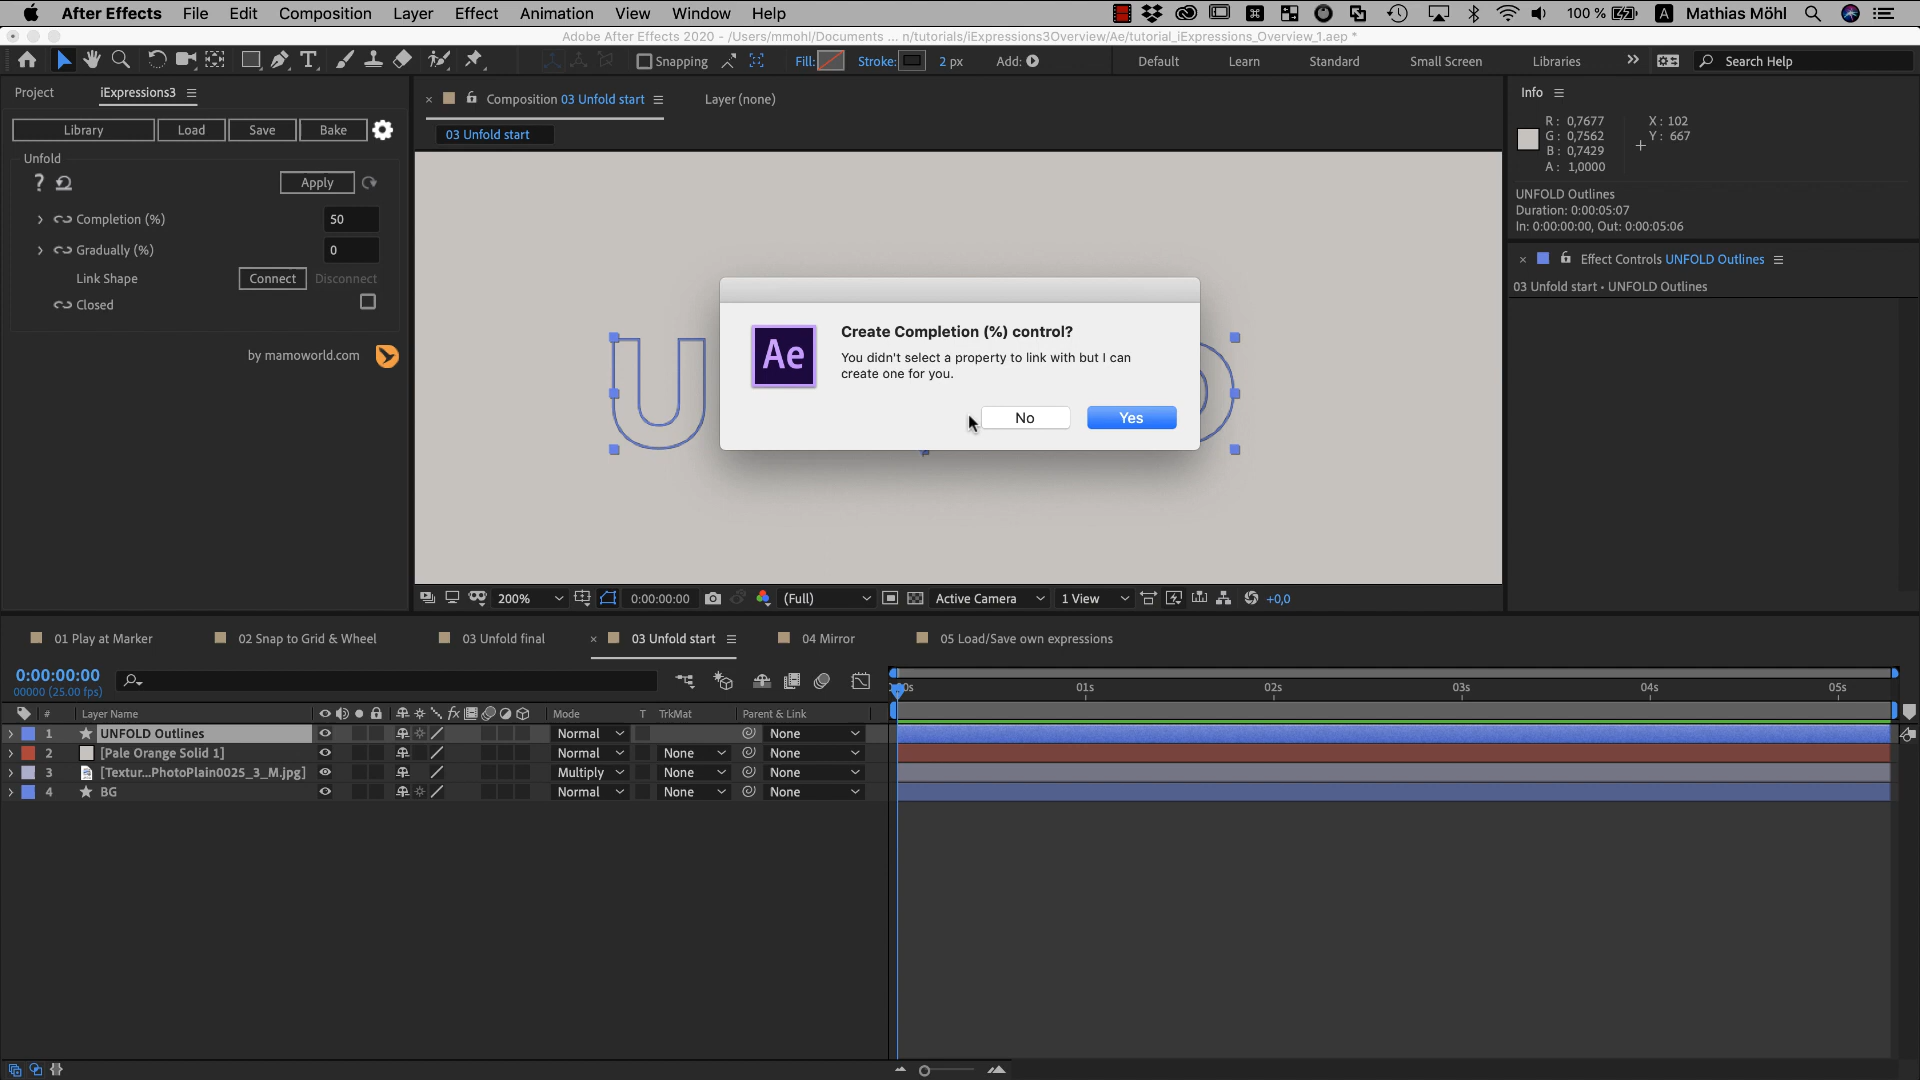 After Effects File Edit Composition Layer Effect Animation View Window Help 100 % A Mathias Möhl
Adobe After Effects 2020 - /Users/mmohl/Documents ... n/tutorials/iExpressions3Overview/Ae/tutorial_iExpressions_Overview_1.aep *
Snapping Fill: Stroke: 2 px Add: Default Learn Standard Small Screen Libraries Search Help
Project iExpressions3
Library Load Save Bake
Unfold
? Apply
Completion (%) 50
Gradually (%) 0
Link Shape Connect Disconnect
Closed
by mamoworld.com
Composition 03 Unfold start Layer (none)
03 Unfold start
U
Ae
Create Completion (%) control?
You didn't select a property to link with but I can
create one for you.
No Yes
200% 0:00:00:00 (Full) Active Camera 1 View +0,0
Info
R: 0,7677 X: 102
G: 0,7562 Y: 667
B: 0,7429
A: 1,0000
UNFOLD Outlines
Duration: 0:00:05:07
In: 0:00:00:00, Out: 0:00:05:06
Effect Controls UNFOLD Outlines
03 Unfold start • UNFOLD Outlines
01 Play at Marker 02 Snap to Grid & Wheel 03 Unfold final 03 Unfold start 04 Mirror 05 Load/Save own expressions
0:00:00:00
00000 (25.00 fps)
01s 02s 03s 04s 05s
# Layer Name fx Mode T TrkMat Parent & Link
1 UNFOLD Outlines Normal None
2 [Pale Orange Solid 1] Normal None None
3 [Textur...PhotoPlain0025_3_M.jpg] Multiply None None
4 BG Normal None None